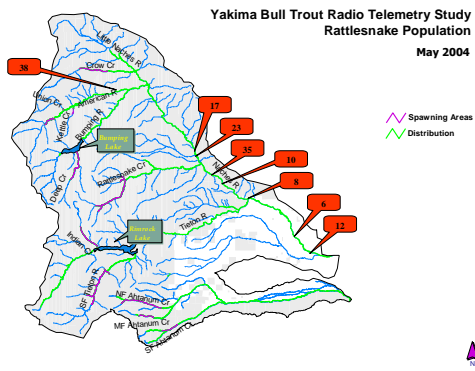 Yakima Bull Trout Radio Telemetry Study
Rattlesnake Population
May 2004
Little Naches R
Crow Cr
38
American R
Union Cr
Kettle Cr
Bumping R
Bumping
Lake
17
23
35
10
8
6
12
Spawning Areas
Distribution
Deep Cr
Rattlesnake Cr
Naches R
Rimrock
Lake
Tieton R
Indian Cr
SF Tieton R
NF Ahtanum Cr
MF Ahtanum Cr
SF Ahtanum Cr
N